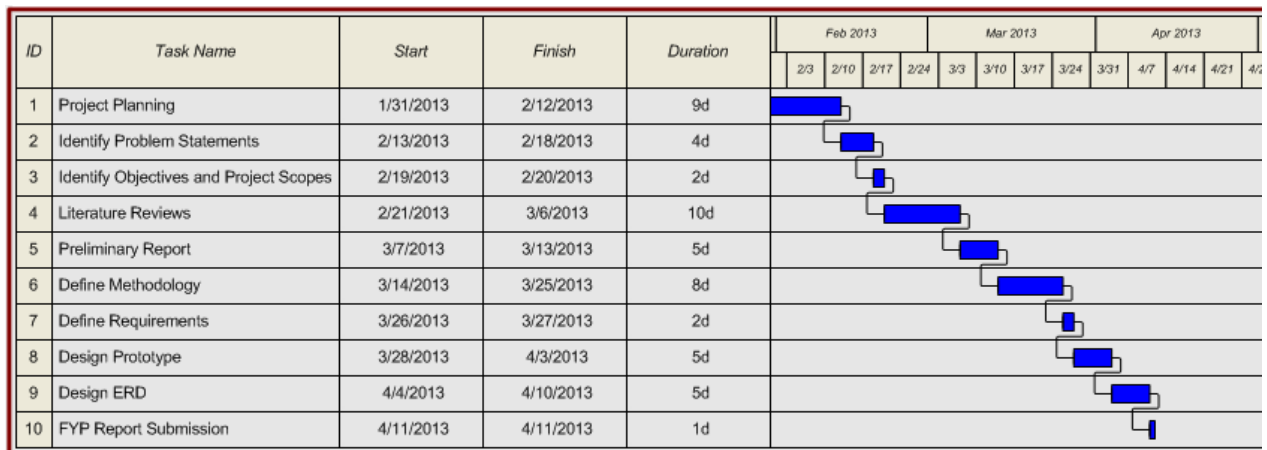 ID Task Name Start Finish Duration Feb 2013 Mar 2013 Apr 2013
2/3 2/10 2/17 2/24 3/3 3/10 3/17 3/24 3/31 4/7 4/14 4/21
1 Project Planning 1/31/2013 2/12/2013 9d
2 Identify Problem Statements 2/13/2013 2/18/2013 4d
3 Identify Objectives and Project Scopes 2/19/2013 2/20/2013 2d
4 Literature Reviews 2/21/2013 3/6/2013 10d
5 Preliminary Report 3/7/2013 3/13/2013 5d
6 Define Methodology 3/14/2013 3/25/2013 8d
7 Define Requirements 3/26/2013 3/27/2013 2d
8 Design Prototype 3/28/2013 4/3/2013 5d
9 Design ERD 4/4/2013 4/10/2013 5d
10 FYP Report Submission 4/11/2013 4/11/2013 1d